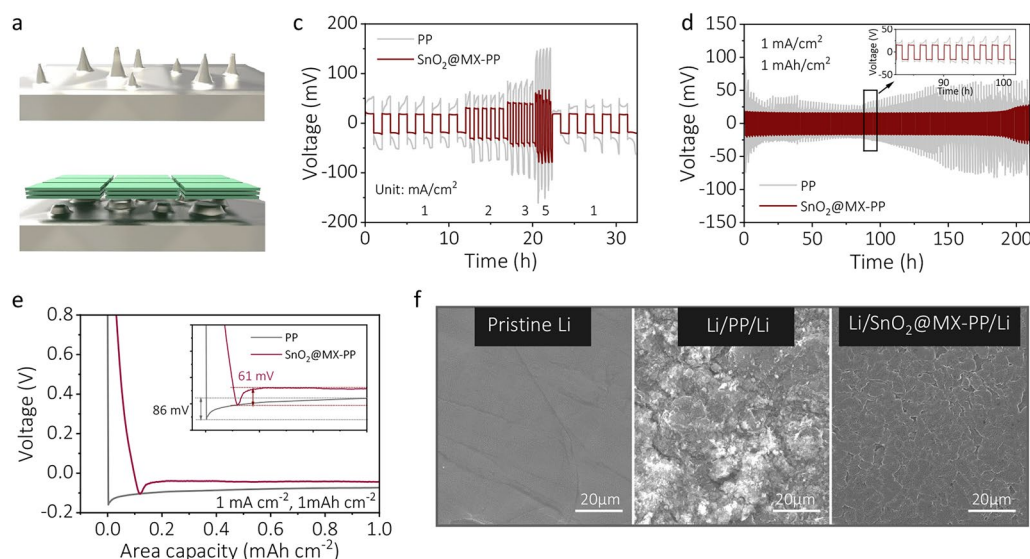 a
c
200
100
0
-100
-200
Voltage (mV)
PP
SnO₂@MX-PP
Unit: mA/cm²
1
2
3
5
1
0
10
20
30
Time (h)
d
150
100
50
0
-50
-100
-150
Voltage (mV)
1 mA/cm²
1 mAh/cm²
50
0
-50
Voltage (V)
90
100
Time (h)
PP
SnO₂@MX-PP
0
50
100
150
200
Time (h)
e
0.8
0.6
0.4
0.2
0.0
-0.2
Voltage (V)
PP
SnO₂@MX-PP
61 mV
86 mV
1 mA cm⁻², 1mAh cm⁻²
0.0
0.2
0.4
0.6
0.8
1.0
Area capacity (mAh cm⁻²)
f
Pristine Li
Li/PP/Li
Li/SnO₂@MX-PP/Li
20μm
20μm
20μm